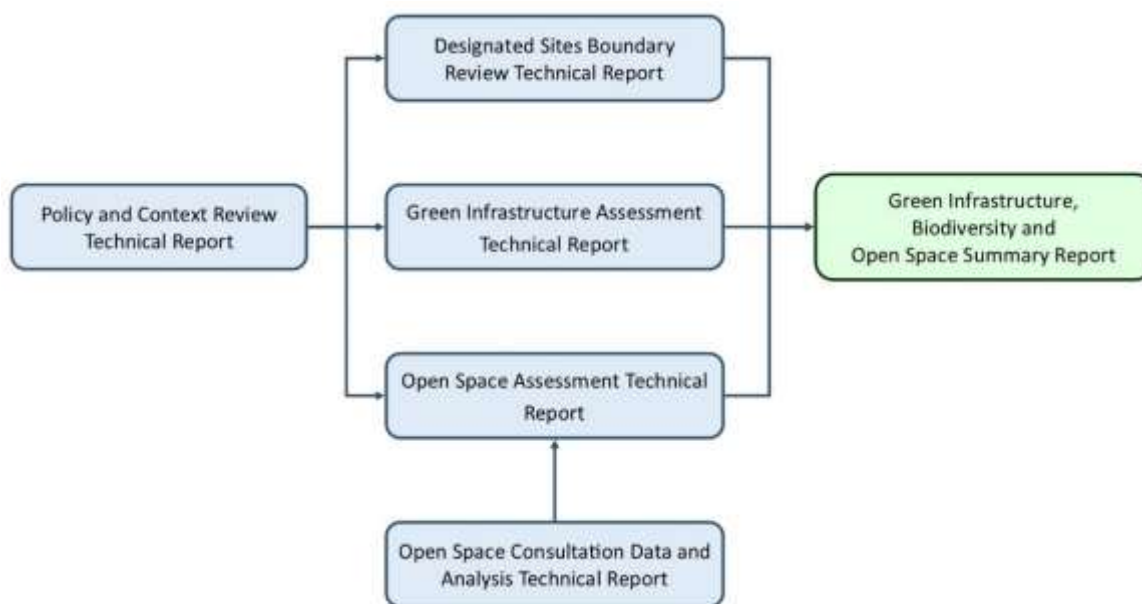 Designated Sites Boundary
Review Technical Report
Policy and Context Review
Technical Report
Green Infrastructure Assessment
Technical Report
Green Infrastructure,
Biodiversity and
Open Space Summary Report
Open Space Assessment Technical
Report
Open Space Consultation Data and
Analysis Technical Report